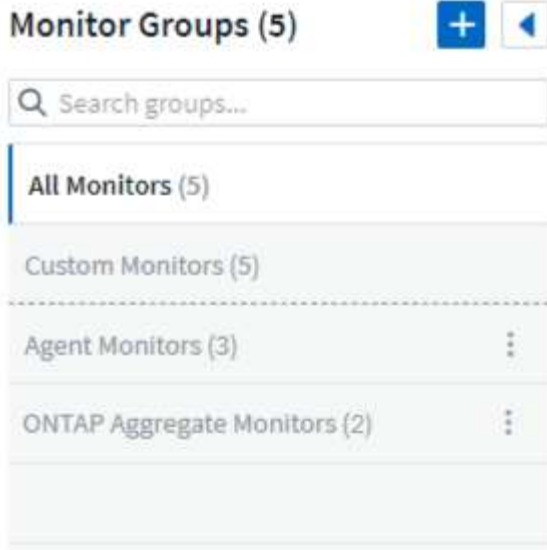 Monitor Groups (5)
Search groups...
All Monitors (5)
Custom Monitors (5)
Agent Monitors (3)
ONTAP Aggregate Monitors (2)